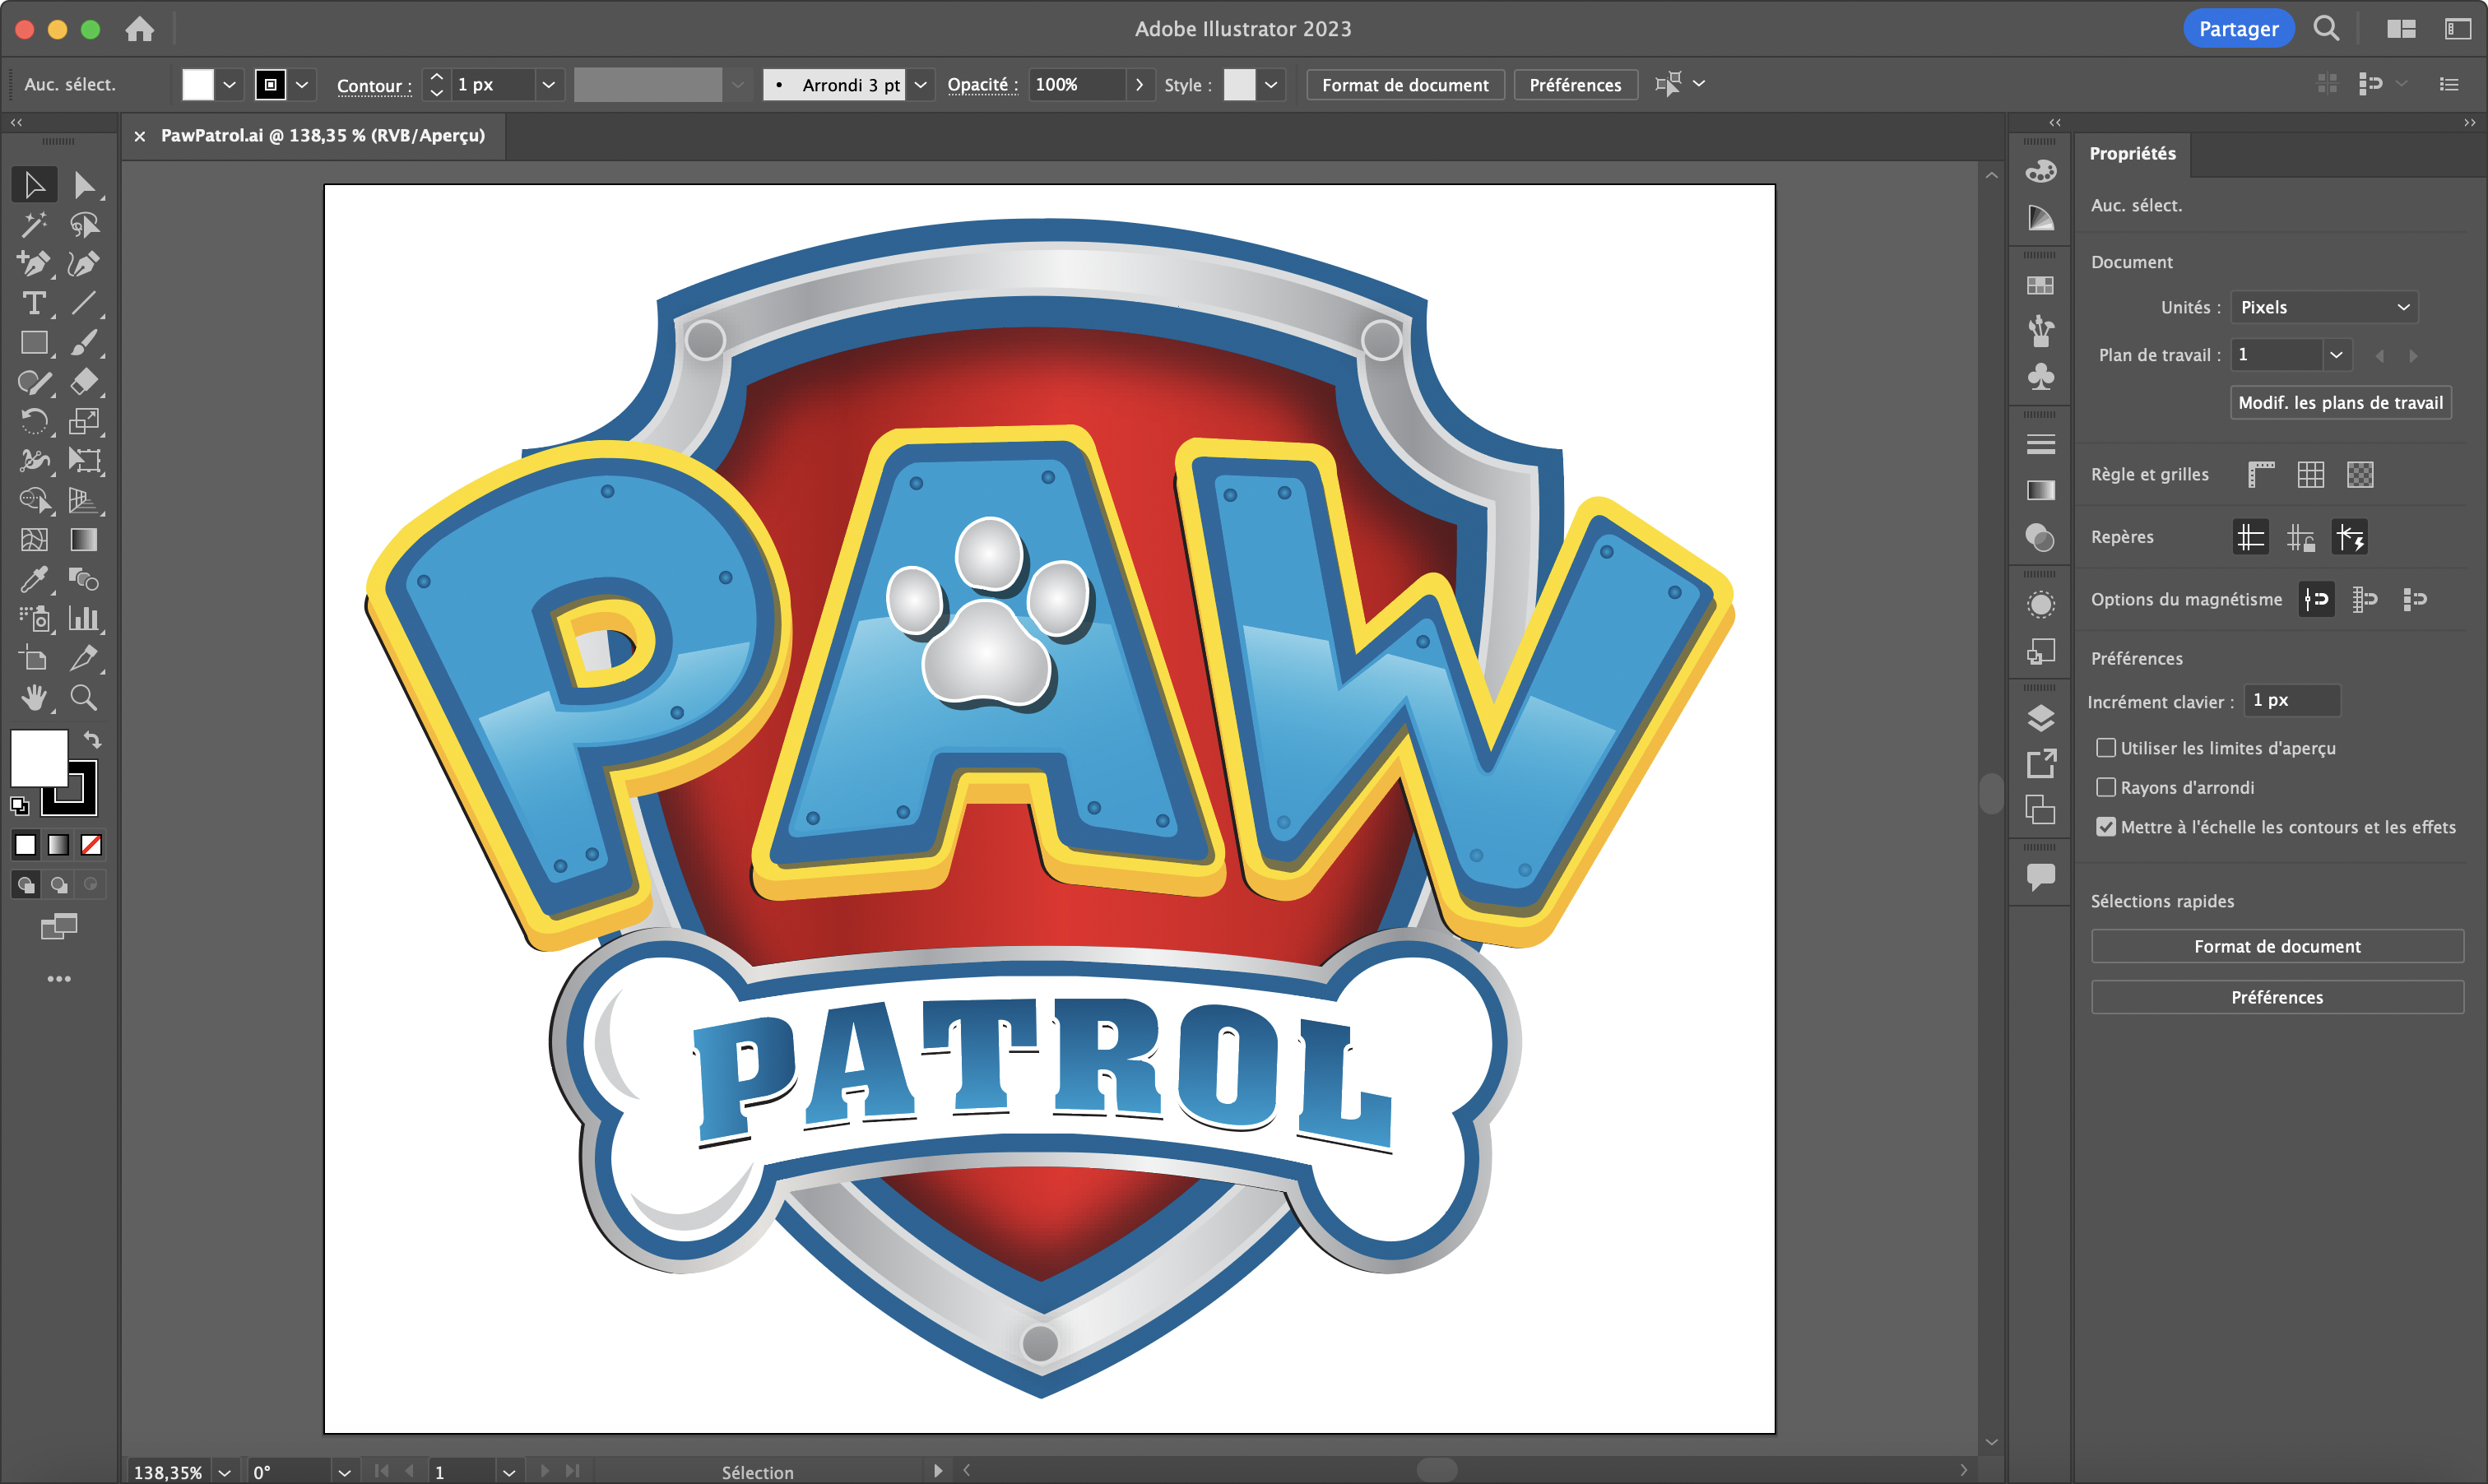 Adobe Illustrator 2023
Partager
Auc. sélect.
Contour :
1 px
Arrondi 3 pt
Opacité :
100%
Style :
Format de document
Préférences
PawPatrol.ai @ 138,35 % (RVB/Aperçu)
PAW
PATROL
Propriétés
Auc. sélect.
Document
Unités :
Pixels
Plan de travail :
1
Modif. les plans de travail
Règle et grilles
Repères
Options du magnétisme
Préférences
Incrément clavier :
1 px
Utiliser les limites d'aperçu
Rayons d'arrondi
Mettre à l'échelle les contours et les effets
Sélections rapides
Format de document
Préférences
138,35%
0°
1
Sélection